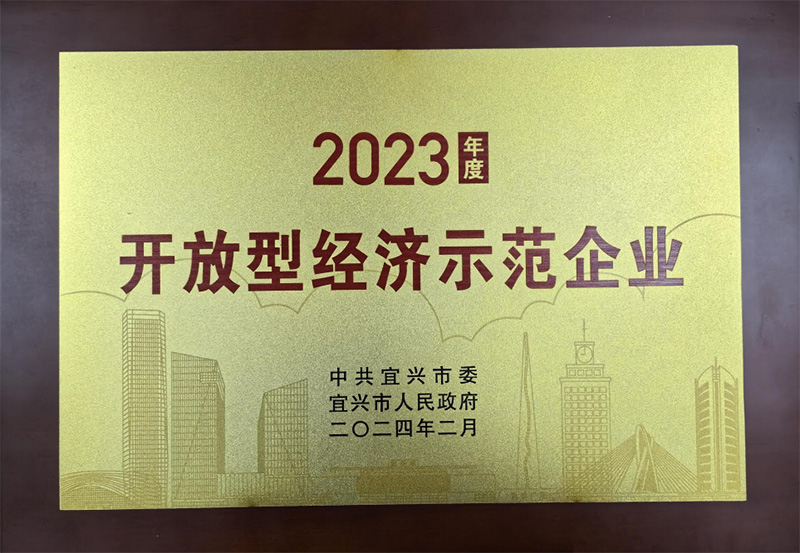 2023年度
开放型经济示范企业
中共宜兴市委
宜兴市人民政府
二〇二四年二月